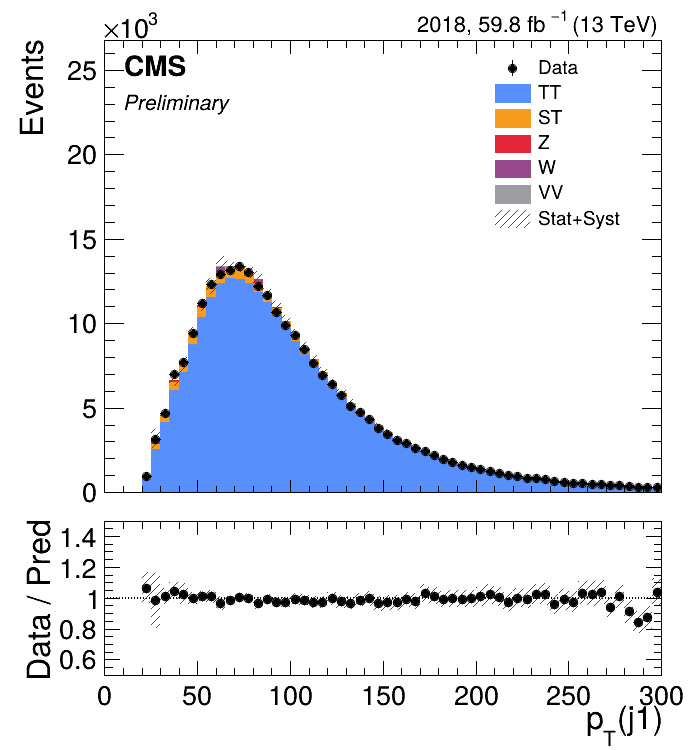 ×10³
2018, 59.8 fb⁻¹ (13 TeV)
Events
CMS
Preliminary
Data
TT
ST
Z
W
VV
Stat+Syst
25
20
15
10
5
0
Data / Pred
1.4
1.2
1
0.8
0.6
0 50 100 150 200 250 300
p_T(j1)